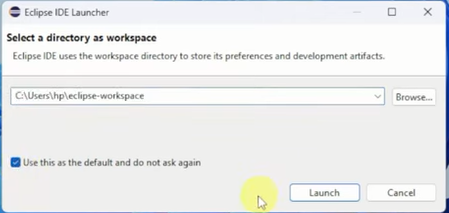 Eclipse IDE Launcher
Select a directory as workspace
Eclipse IDE uses the workspace directory to store its preferences and development artifacts.
C:\Users\hp\eclipse-workspace
Browse...
Use this as the default and do not ask again
Launch
Cancel